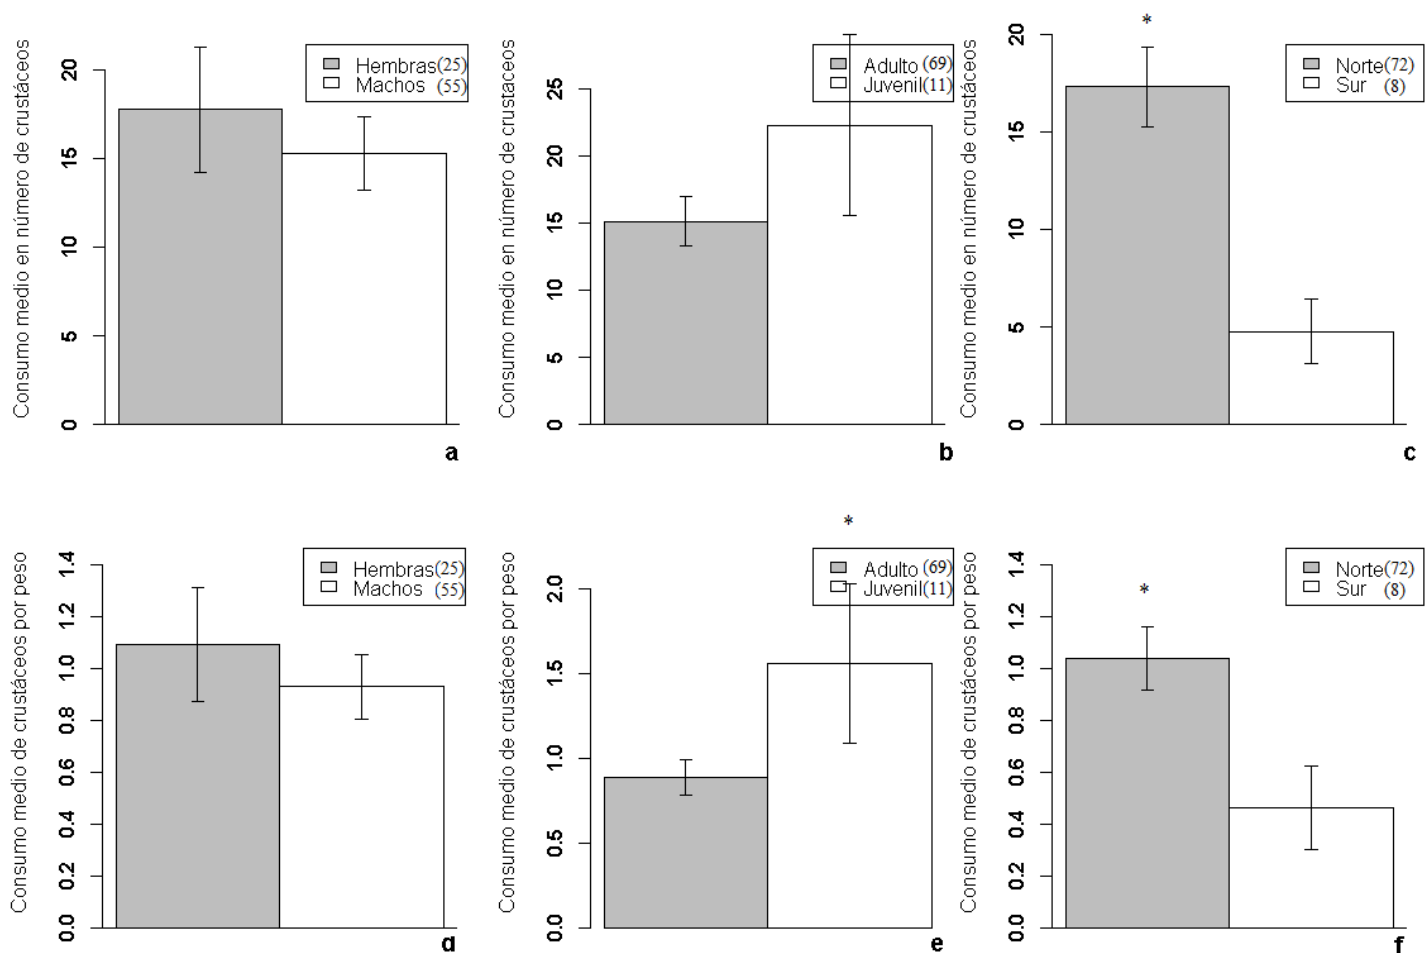 Consumo medio en número de crustáceos
20
15
10
5
0
Hembras(25)
Machos (55)
a
Consumo medio en número de crustáceos
25
20
15
10
5
0
Adulto (69)
Juvenil(11)
b
Consumo medio en número de crustáceos
20
15
10
5
0
*
Norte(72)
Sur (8)
c
Consumo medio de crustáceos por peso
1.4
1.2
1.0
0.8
0.6
0.4
0.2
0.0
Hembras(25)
Machos (55)
d
Consumo medio de crustáceos por peso
2.0
1.5
1.0
0.5
0.0
*
Adulto (69)
Juvenil(11)
e
Consumo medio de crustáceos por peso
1.4
1.2
1.0
0.8
0.6
0.4
0.2
0.0
*
Norte(72)
Sur (8)
f